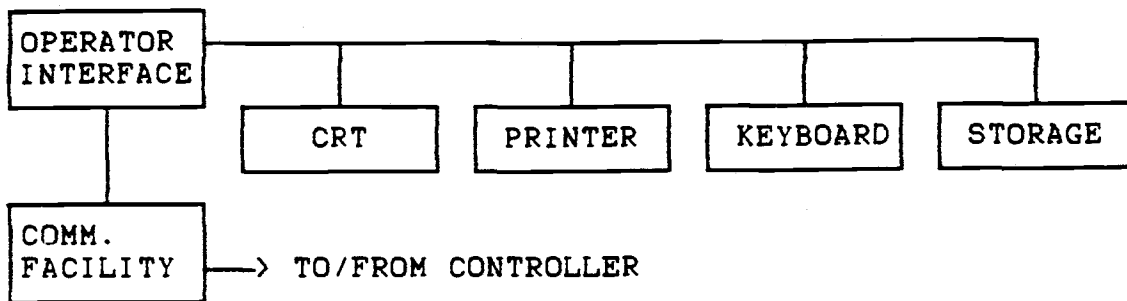 OPERATOR
INTERFACE
CRT
PRINTER
KEYBOARD
STORAGE
COMM.
FACILITY
TO/FROM CONTROLLER